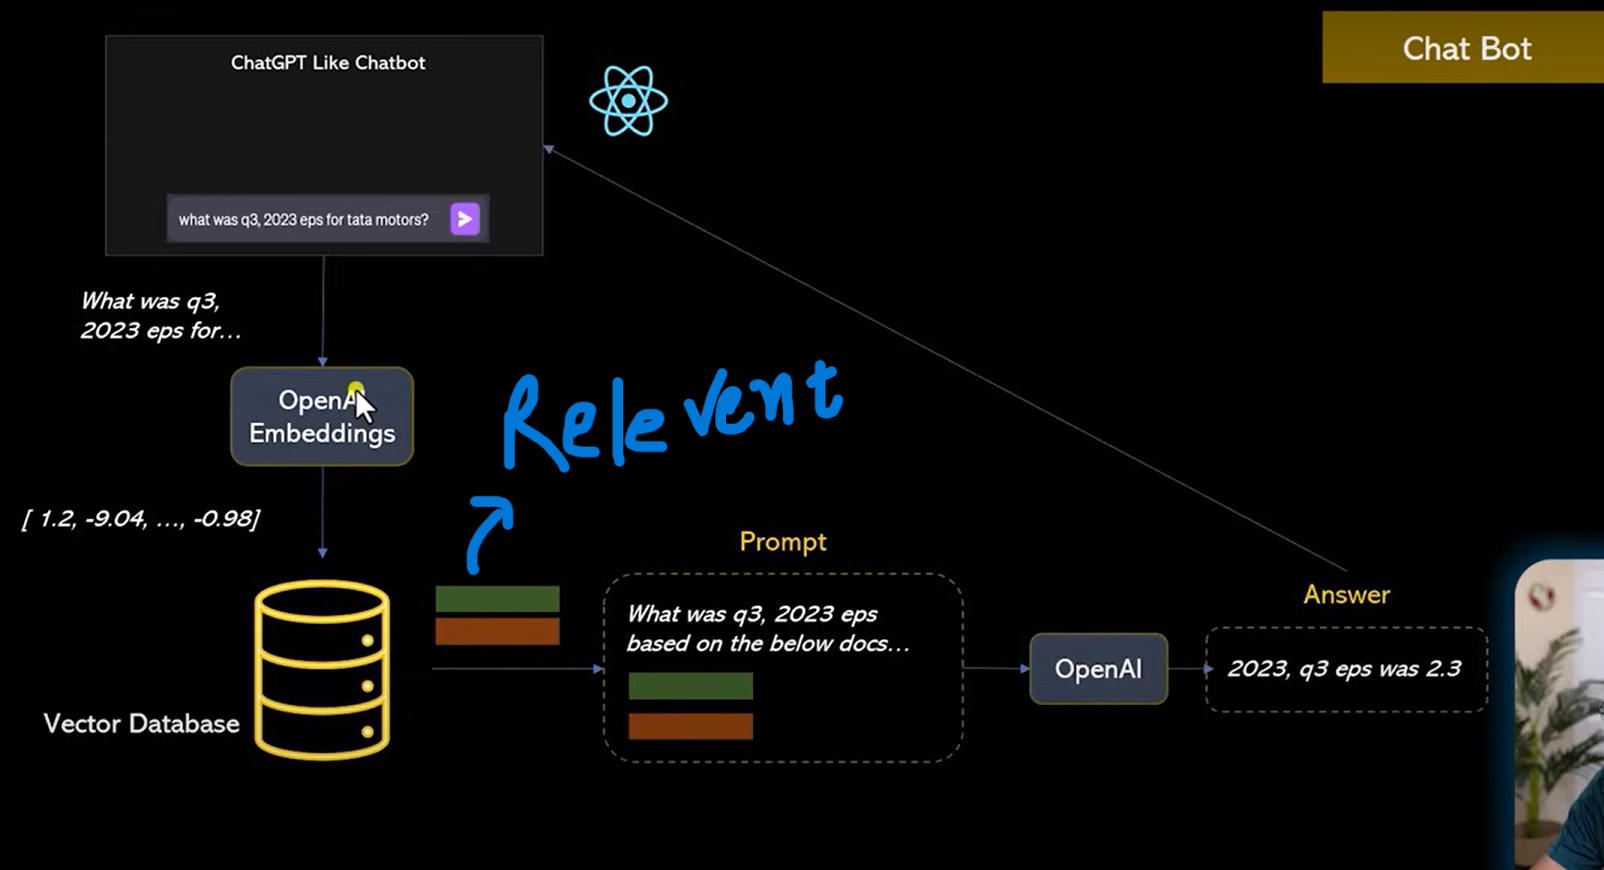 Chat Bot
ChatGPT Like Chatbot
what was q3, 2023 eps for tata motors?
What was q3,
2023 eps for...
OpenAI
Embeddings
Relevent
[ 1.2, -9.04, ..., -0.98]
Prompt
What was q3, 2023 eps
based on the below docs...
OpenAI
Answer
2023, q3 eps was 2.3
Vector Database